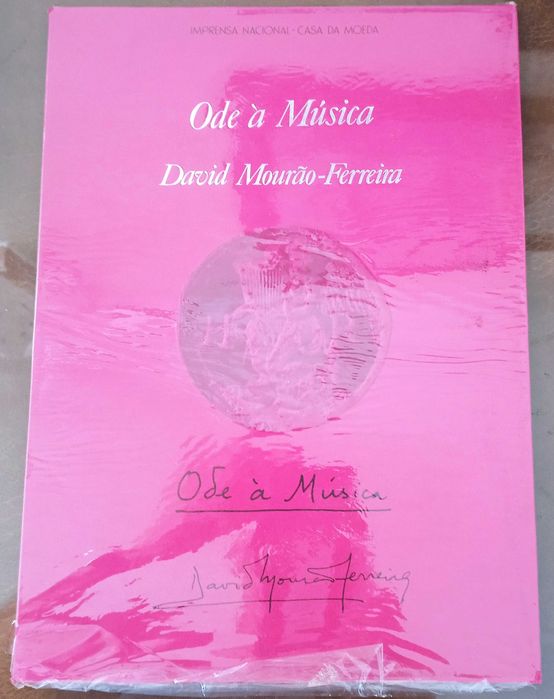 IMPRENSA NACIONAL-CASA DA MOEDA
Ode à Música
David Mourão-Ferreira
Ode à Música
David Mourão-Ferreira